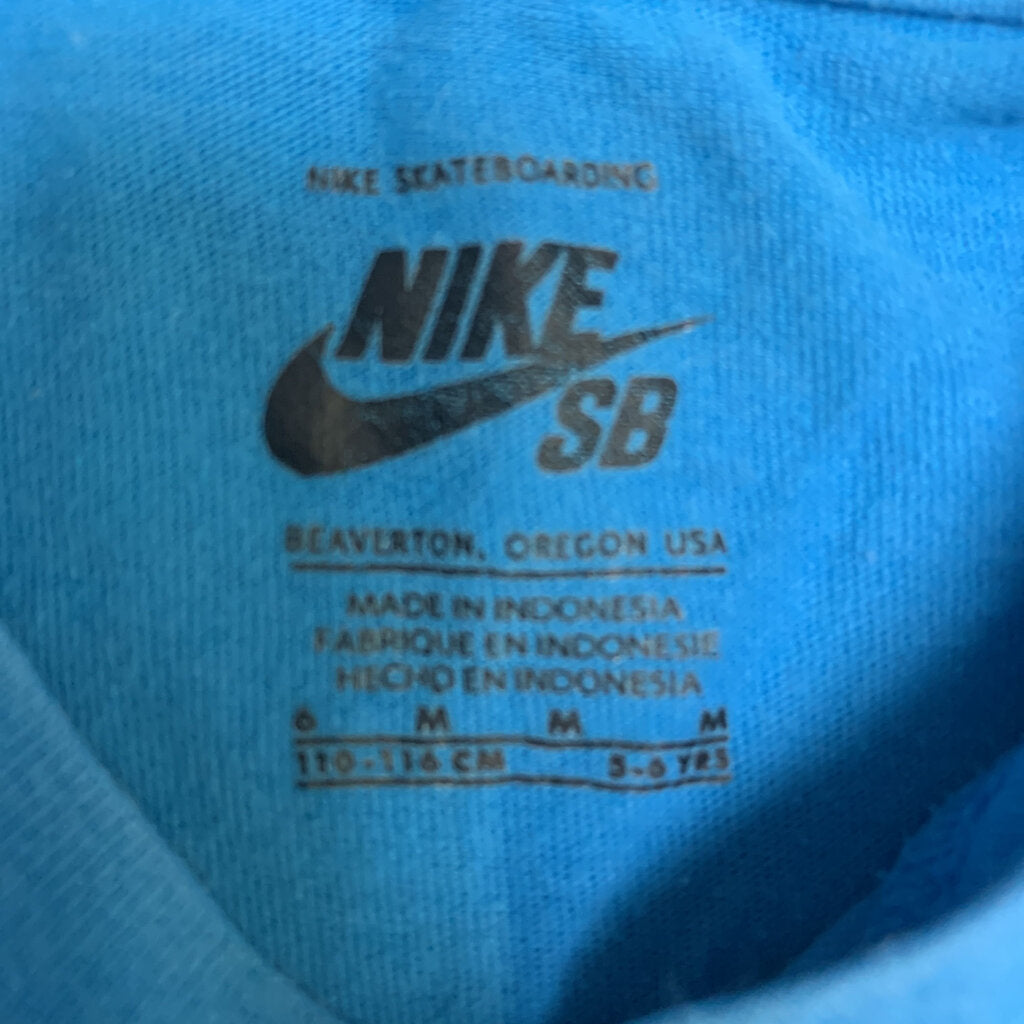 NIKE SKATEBOARDING
NIKE
SB
BEAVERTON, OREGON USA
MADE IN INDONESIA
FABRIQUE EN INDONESIE
HECHO EN INDONESIA
6 M M M
110-116 CM 5-6 YRS